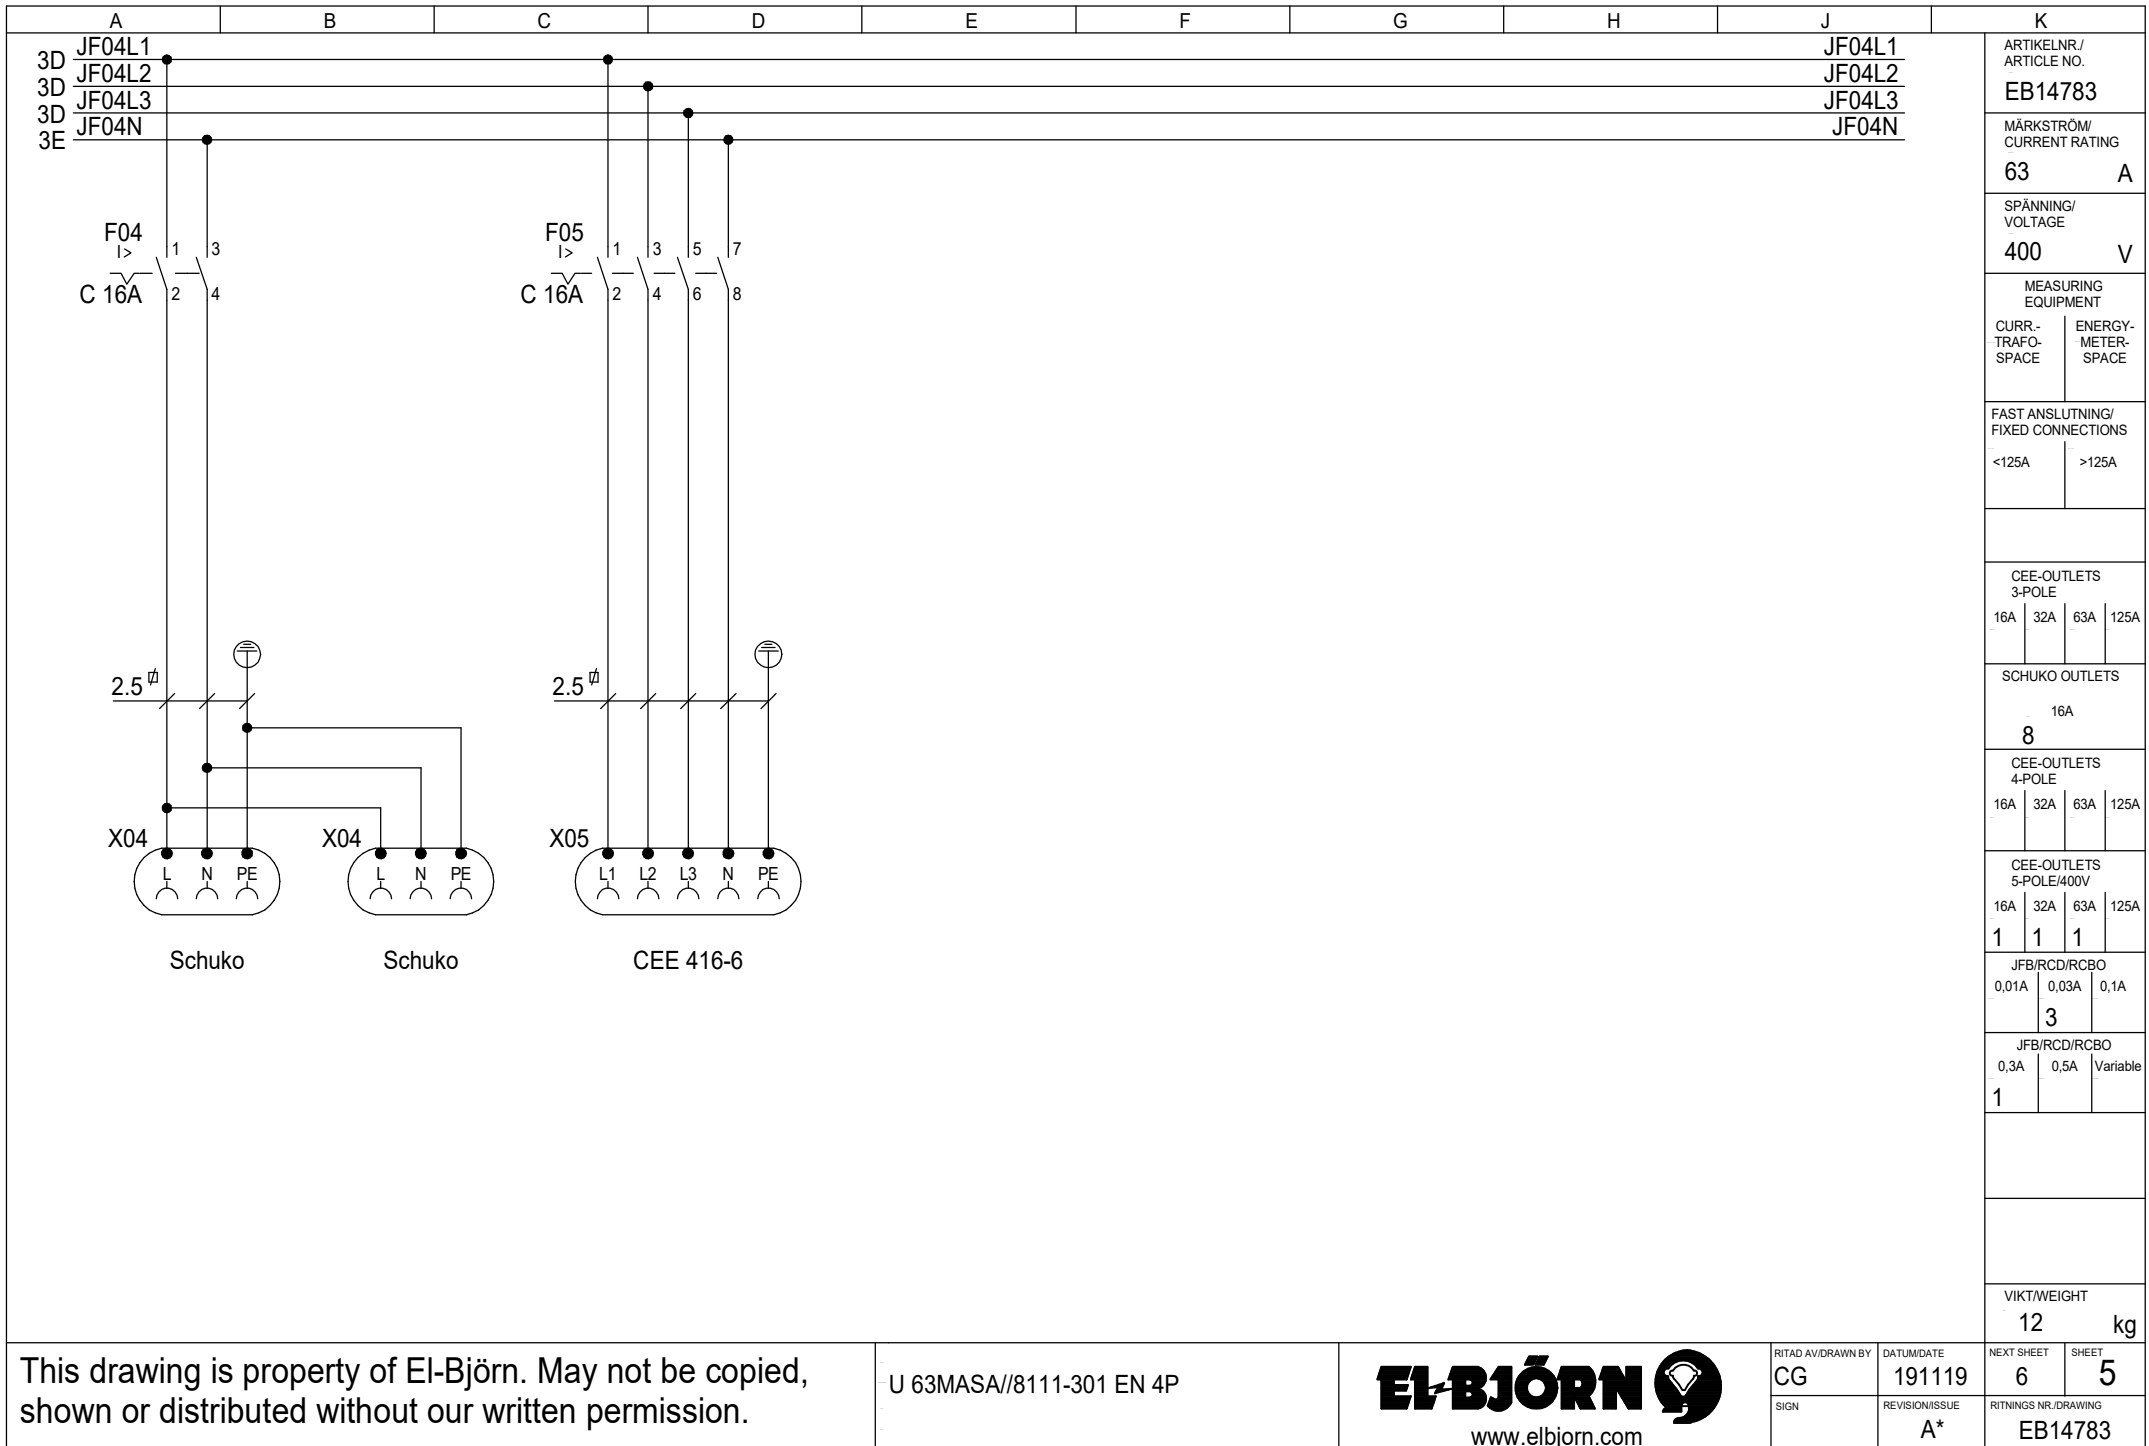 A B C D E F G H J K
3D JF04L1 JF04L1
3D JF04L2 JF04L2
3D JF04L3 JF04L3
3E JF04N JF04N
F04
I>
C 16A
1 3
2 4
F05
I>
C 16A
1 3 5 7
2 4 6 8
2.5
2.5
X04
L N PE
Schuko
X04
L N PE
Schuko
X05
L1 L2 L3 N PE
CEE 416-6
ARTIKELNR./
ARTICLE NO.
EB14783
MÄRKSTRÖM/
CURRENT RATING
63 A
SPÄNNING/
VOLTAGE
400 V
MEASURING
EQUIPMENT
CURR.-
TRAFO-
SPACE
ENERGY-
METER-
SPACE
FAST ANSLUTNING/
FIXED CONNECTIONS
<125A >125A
CEE-OUTLETS
3-POLE
16A 32A 63A 125A
SCHUKO OUTLETS
16A
8
CEE-OUTLETS
4-POLE
16A 32A 63A 125A
CEE-OUTLETS
5-POLE/400V
16A 32A 63A 125A
1 1 1
JFB/RCD/RCBO
0,01A 0,03A 0,1A
3
JFB/RCD/RCBO
0,3A 0,5A Variable
1
VIKT/WEIGHT
12 kg
This drawing is property of El-Björn. May not be copied,
shown or distributed without our written permission.
U 63MASA//8111-301 EN 4P
EL-BJÖRN
www.elbjorn.com
RITAD AV/DRAWN BY
CG
DATUM/DATE
191119
NEXT SHEET
6
SHEET
5
SIGN
REVISION/ISSUE
A*
RITNINGS NR./DRAWING
EB14783